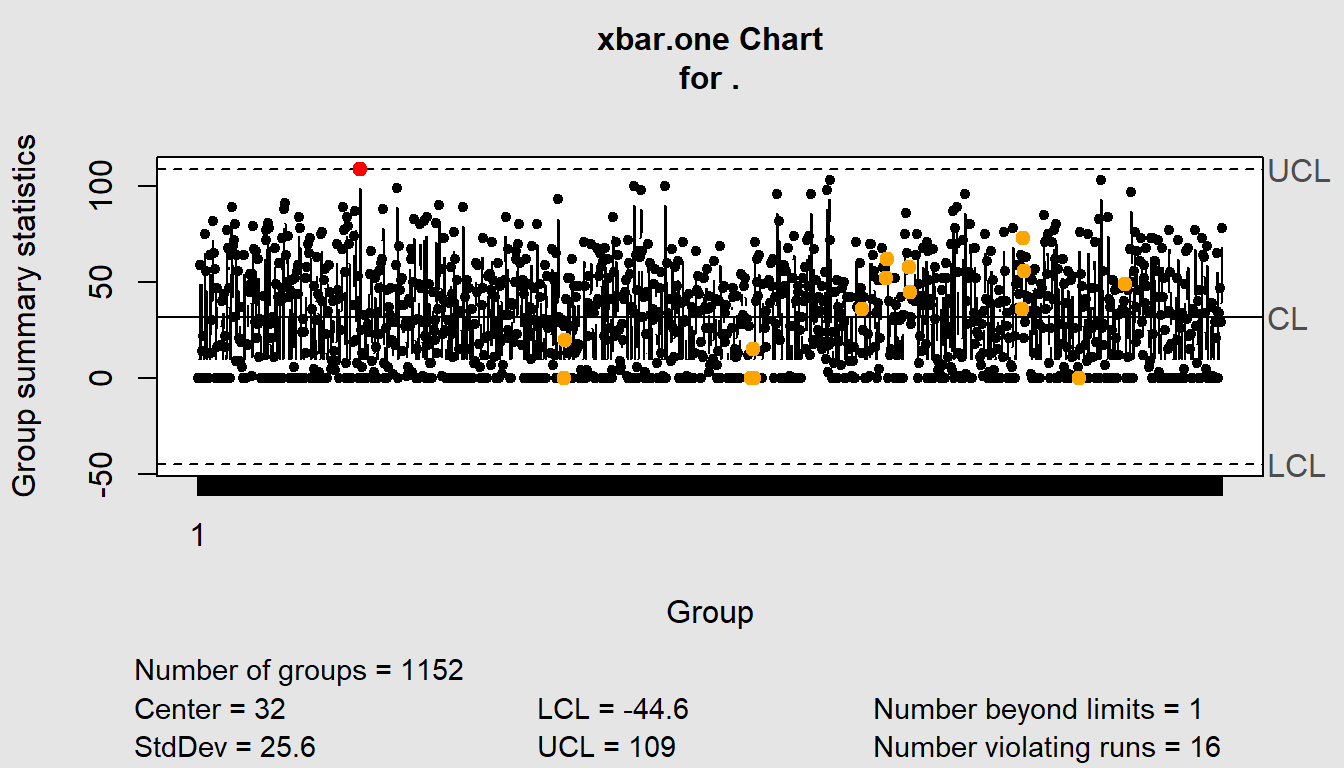 xbar.one Chart
for .
Group summary statistics
100
50
0
-50
UCL
CL
LCL
1
Group
Number of groups = 1152
Center = 32
StdDev = 25.6
LCL = -44.6
UCL = 109
Number beyond limits = 1
Number violating runs = 16